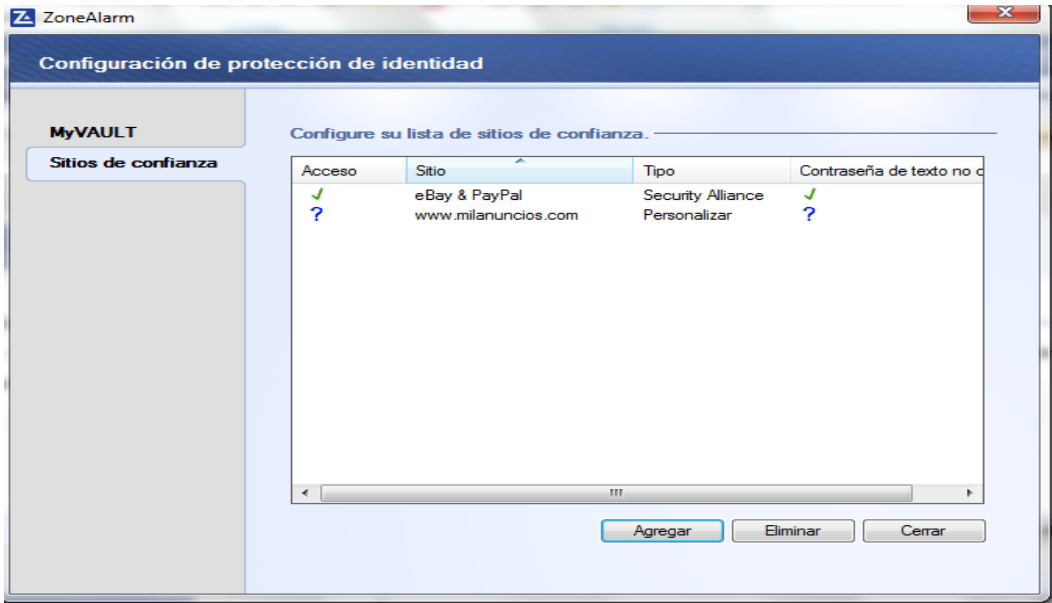 ZoneAlarm
Configuración de protección de identidad
MyVAULT
Sitios de confianza
Configure su lista de sitios de confianza.
Acceso Sitio Tipo Contraseña de texto no c
eBay & PayPal Security Alliance
? www.milanuncios.com Personalizar ?
Agregar Eliminar Cerrar